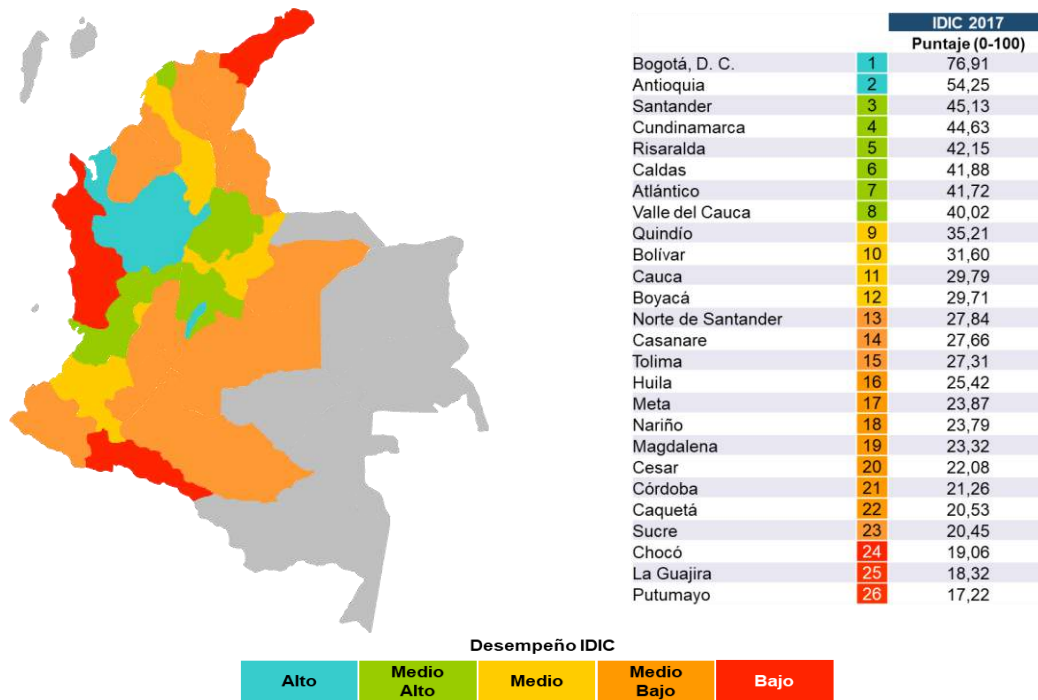 IDIC 2017
Puntaje (0-100)
Bogotá, D. C. 1 76,91
Antioquia 2 54,25
Santander 3 45,13
Cundinamarca 4 44,63
Risaralda 5 42,15
Caldas 6 41,88
Atlántico 7 41,72
Valle del Cauca 8 40,02
Quindío 9 35,21
Bolívar 10 31,60
Cauca 11 29,79
Boyacá 12 29,71
Norte de Santander 13 27,84
Casanare 14 27,66
Tolima 15 27,31
Huila 16 25,42
Meta 17 23,87
Nariño 18 23,79
Magdalena 19 23,32
Cesar 20 22,08
Córdoba 21 21,26
Caquetá 22 20,53
Sucre 23 20,45
Chocó 24 19,06
La Guajira 25 18,32
Putumayo 26 17,22
Desempeño IDIC
Alto Medio Alto Medio Medio Bajo Bajo